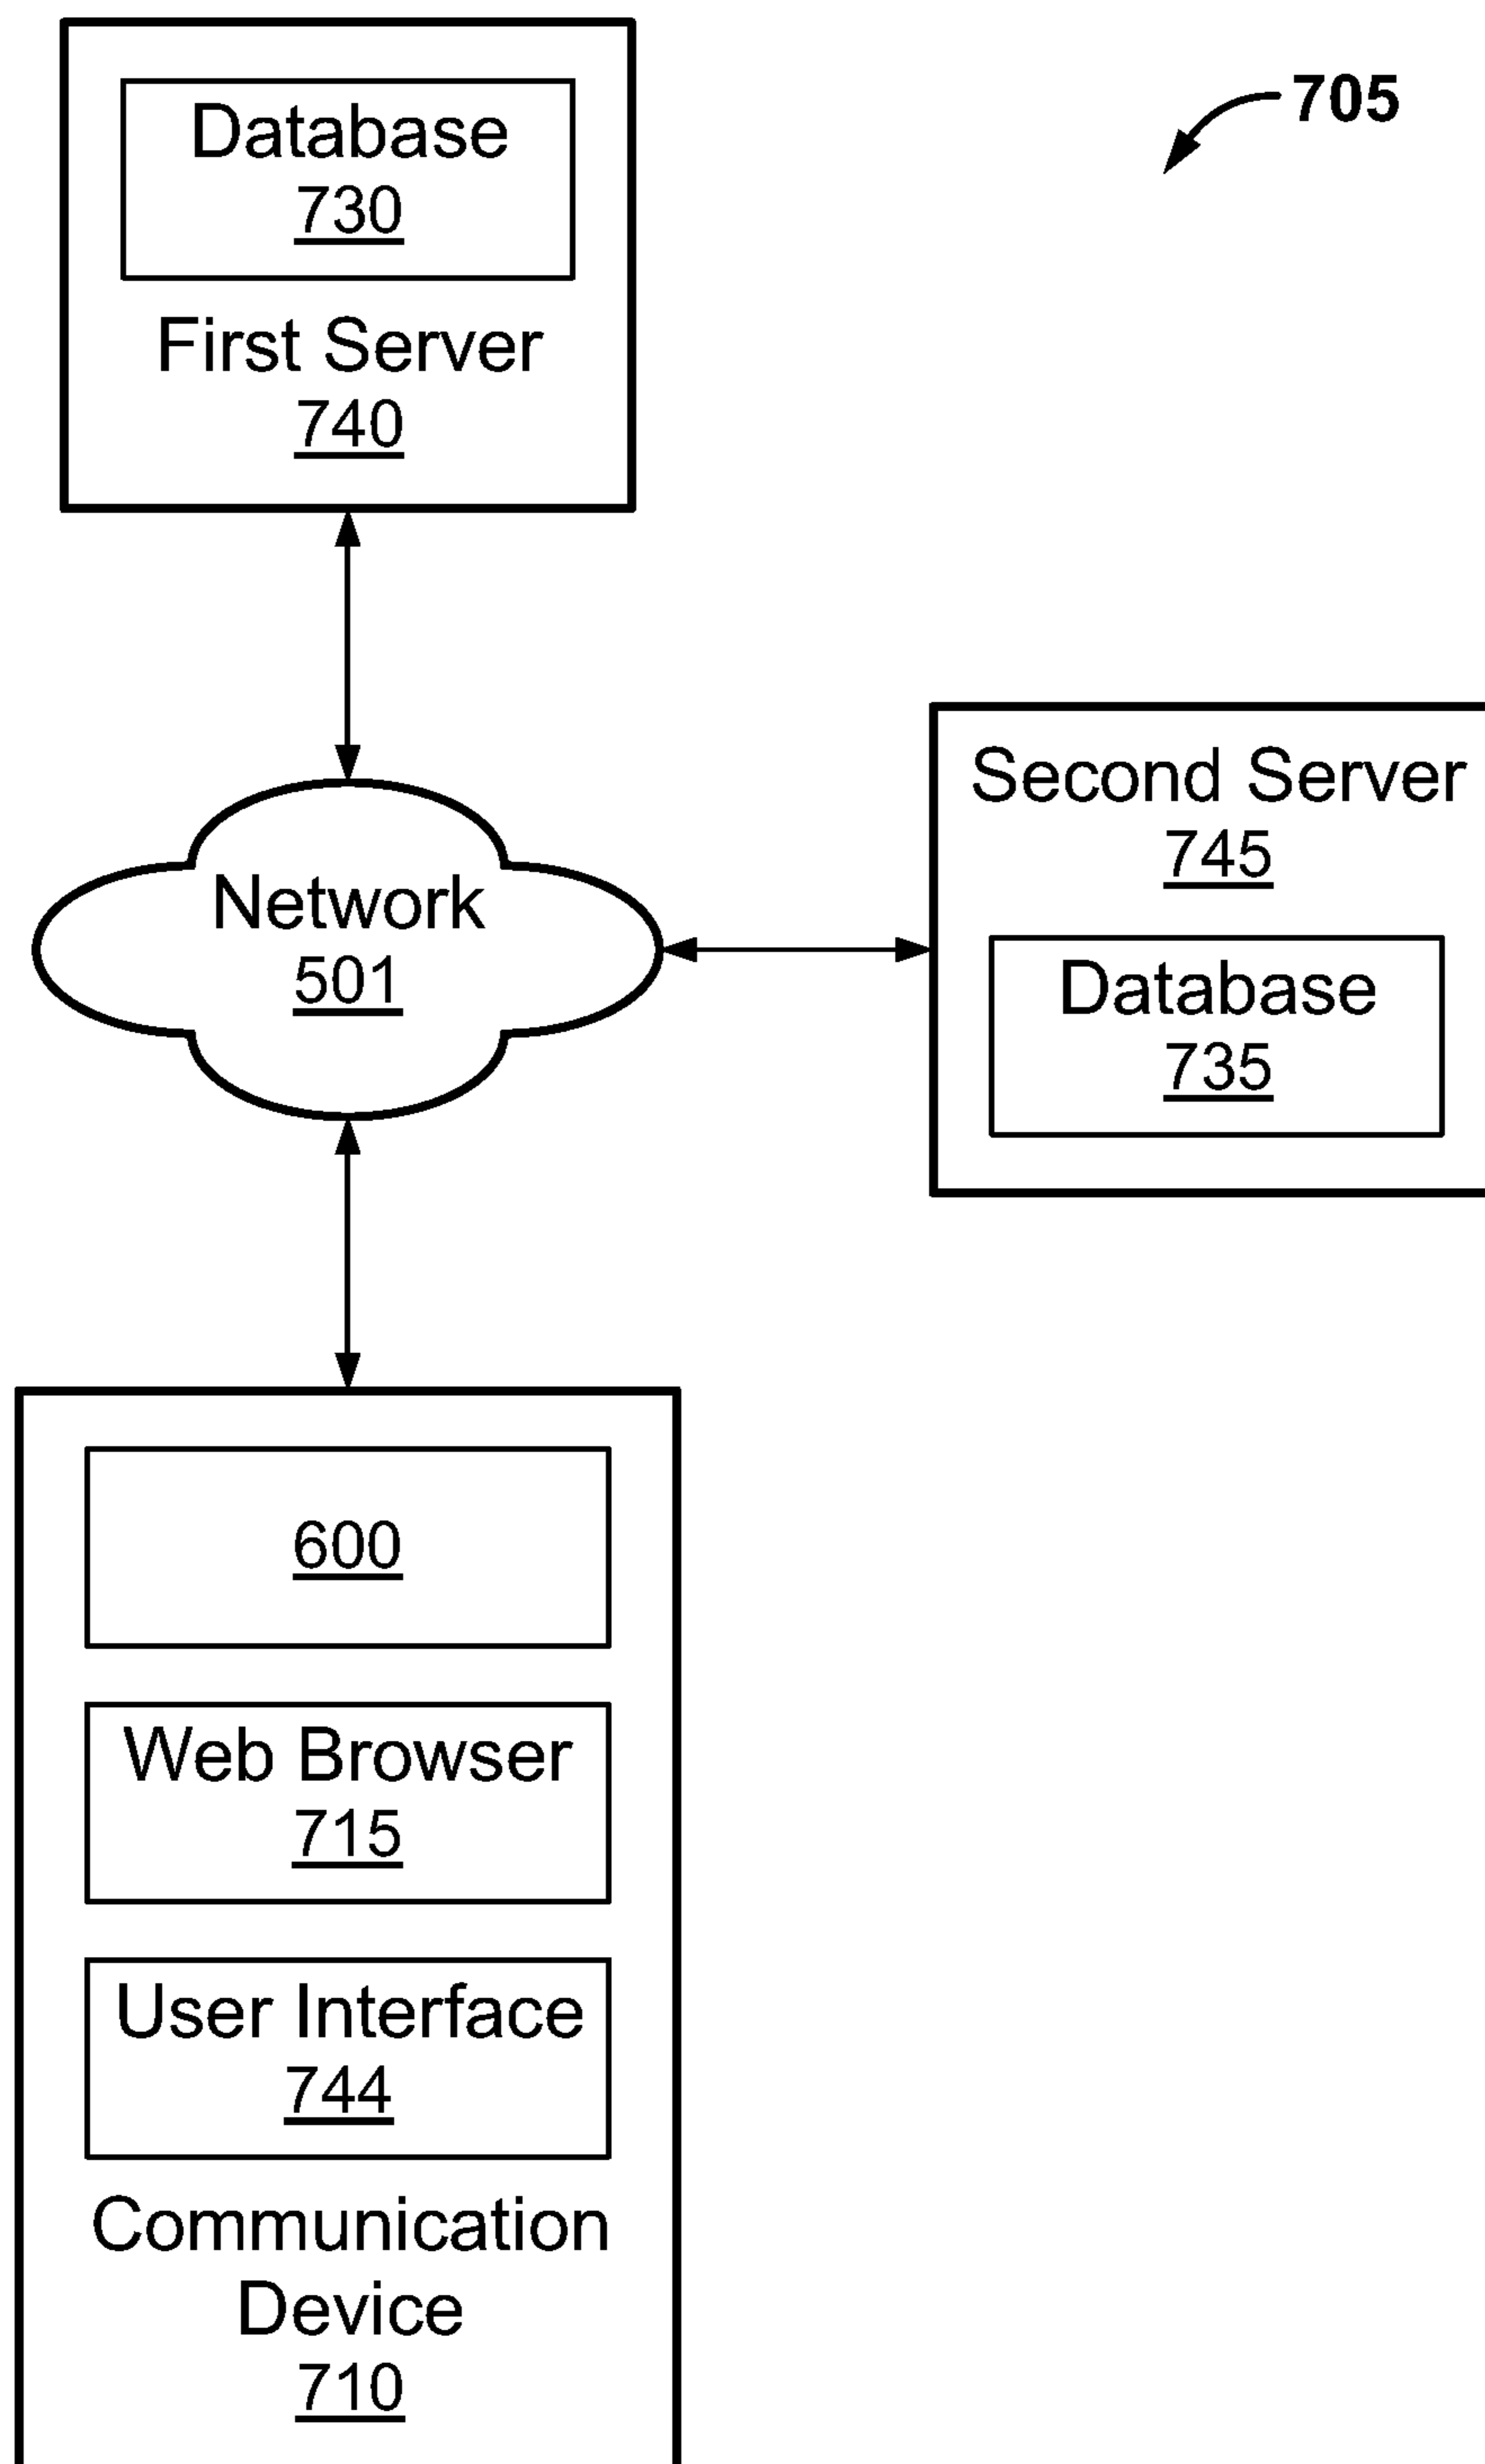 705
Database
730
First Server
740
Second Server
745
Network
501
Database
735
600
Web Browser
715
User Interface
744
Communication
Device
710